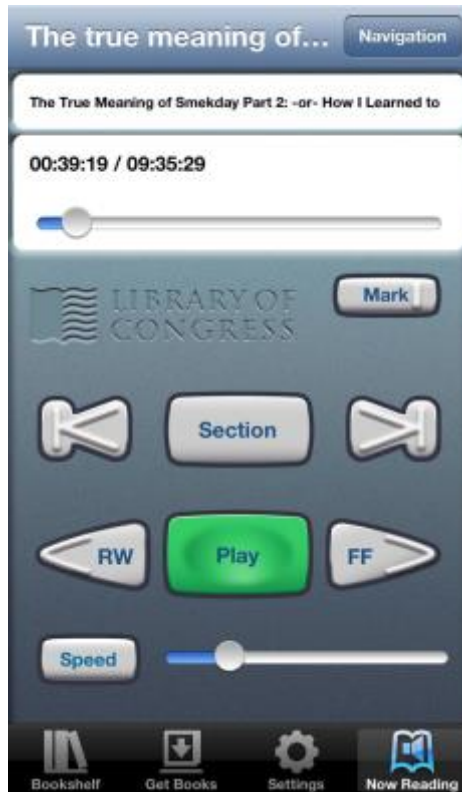 The true meaning of...
Navigation
The True Meaning of Smekday Part 2: -or- How I Learned to
00:39:19 / 09:35:29
LIBRARY OF
CONGRESS
Mark
Section
RW
Play
FF
Speed
Bookshelf
Get Books
Settings
Now Reading